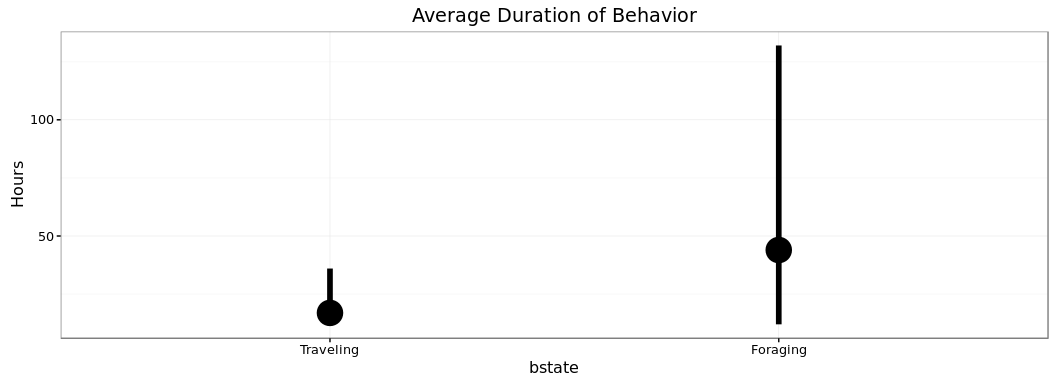 Average Duration of Behavior
Hours
100
50
Traveling
Foraging
bstate